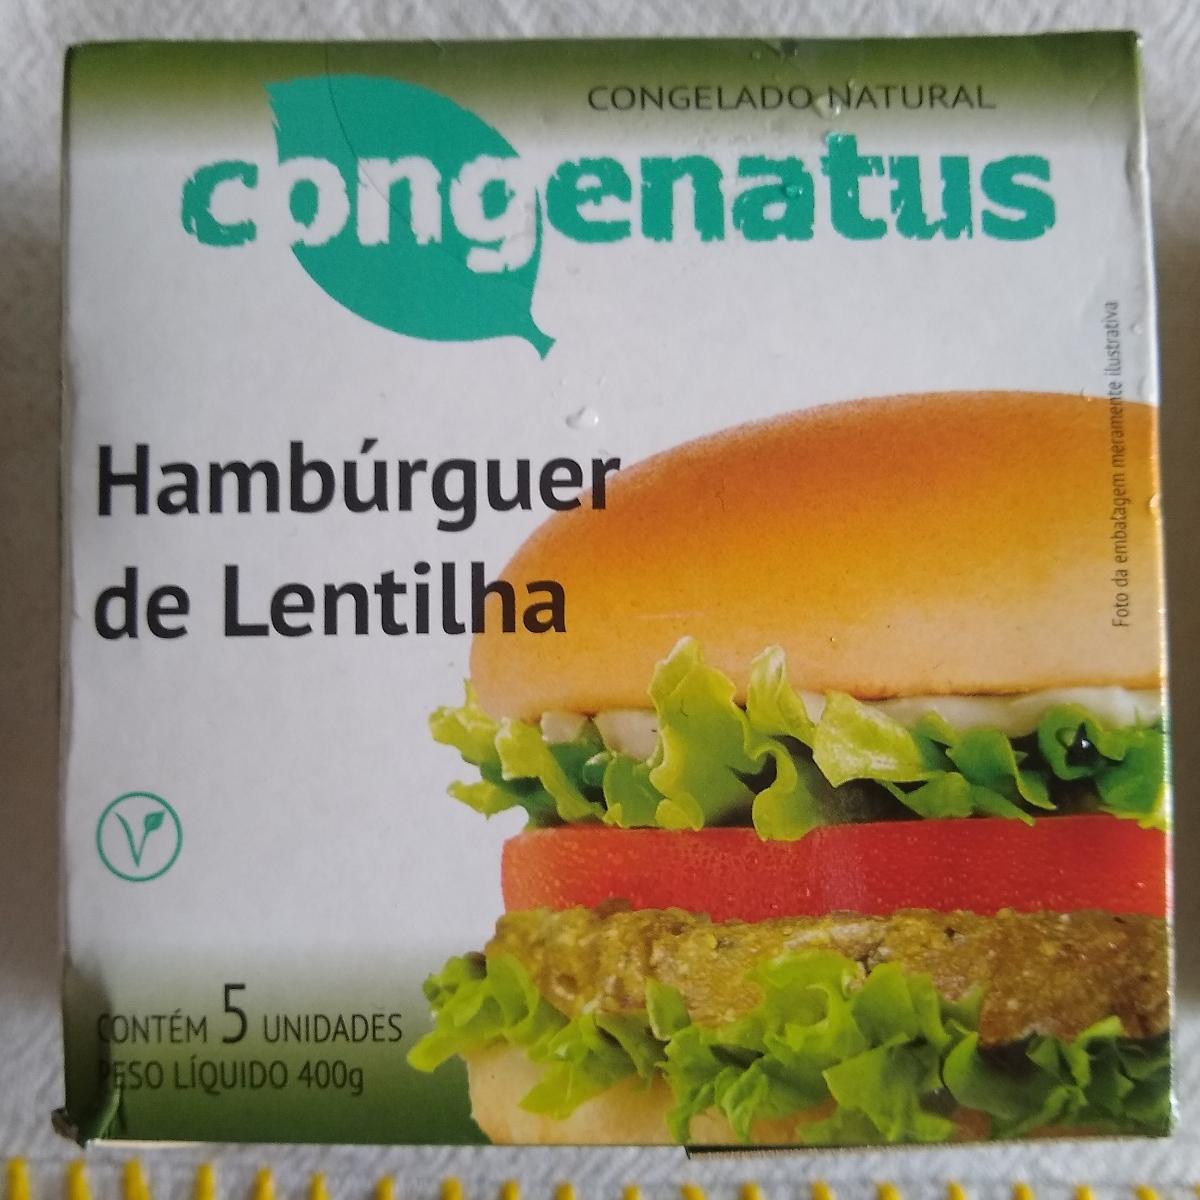 CONGELADO NATURAL
congenatus
Hambúrguer
de Lentilha
Foto da embalagem meramente ilustrativa
CONTÉM 5 UNIDADES
PESO LÍQUIDO 400g